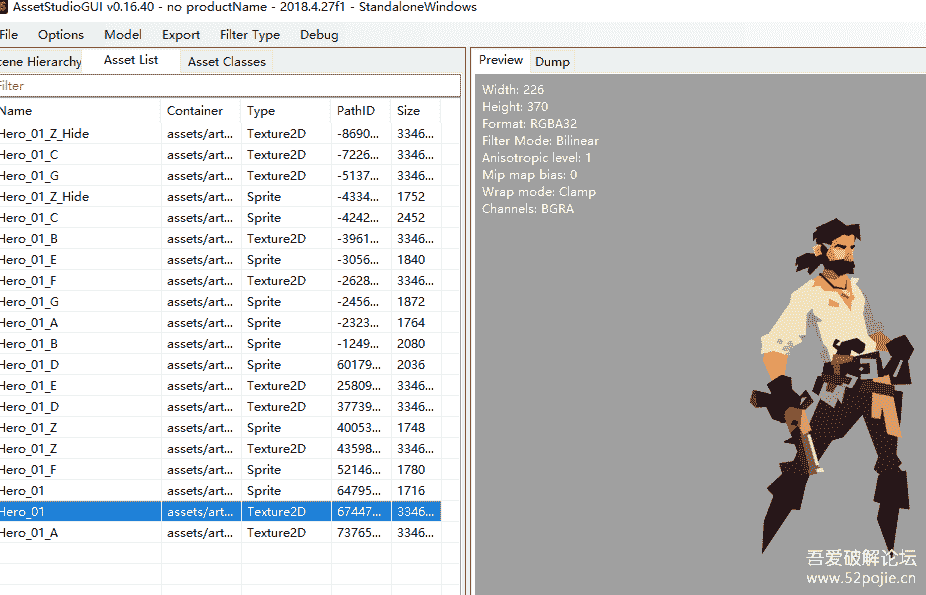 AssetStudioGUI v0.16.40 - no productName - 2018.4.27f1 - StandaloneWindows
File Options Model Export Filter Type Debug
cene Hierarchy Asset List Asset Classes
Preview Dump
Filter
Name Container Type PathID Size
Hero_01_Z_Hide assets/art... Texture2D -8690... 3346...
Hero_01_C assets/art... Texture2D -7226... 3346...
Hero_01_G assets/art... Texture2D -5137... 3346...
Hero_01_Z_Hide assets/art... Sprite -4334... 1752
Hero_01_C assets/art... Sprite -4242... 2452
Hero_01_B assets/art... Texture2D -3961... 3346...
Hero_01_E assets/art... Sprite -3056... 1840
Hero_01_F assets/art... Texture2D -2628... 3346...
Hero_01_G assets/art... Sprite -2456... 1872
Hero_01_A assets/art... Sprite -2323... 1764
Hero_01_B assets/art... Sprite -1249... 2080
Hero_01_D assets/art... Sprite 60179... 2036
Hero_01_E assets/art... Texture2D 25809... 3346...
Hero_01_D assets/art... Texture2D 37739... 3346...
Hero_01_Z assets/art... Sprite 40053... 1748
Hero_01_Z assets/art... Texture2D 43598... 3346...
Hero_01_F assets/art... Sprite 52146... 1780
Hero_01 assets/art... Sprite 64795... 1716
Hero_01 assets/art... Texture2D 67447... 3346...
Hero_01_A assets/art... Texture2D 73765... 3346...
Width: 226
Height: 370
Format: RGBA32
Filter Mode: Bilinear
Anisotropic level: 1
Mip map bias: 0
Wrap mode: Clamp
Channels: BGRA
吾爱破解论坛
www.52pojie.cn